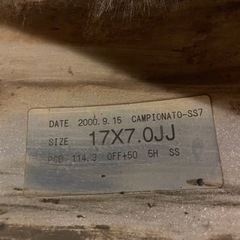 DATE 2000.9.15 CAMPIONATO-SS7
SIZE 17X7.0JJ
PCD 114.3 OFF+50 5H SS